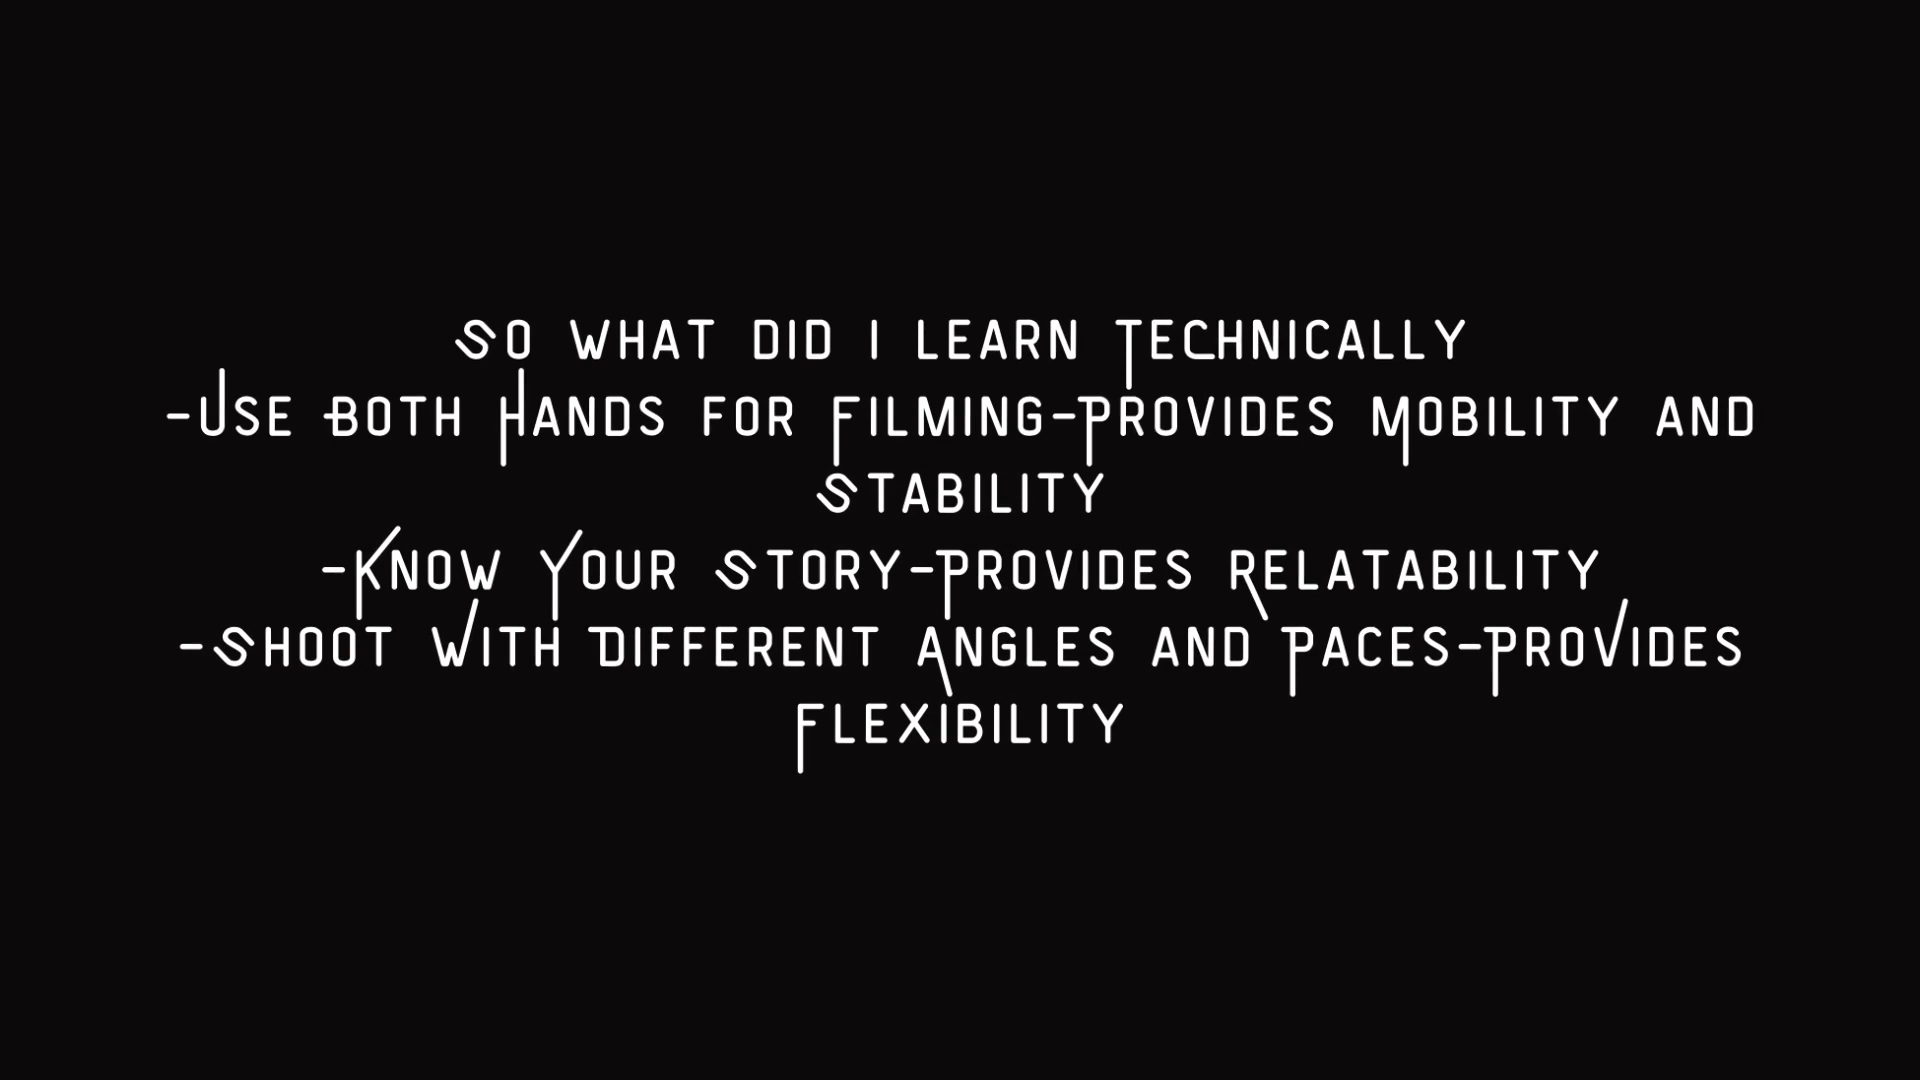 So what did I learn Technically
-Use Both Hands for Filming-Provides Mobility and
Stability
-Know Your Story-Provides Relatability
-Shoot With Different Angles and Paces-Provides
Flexibility